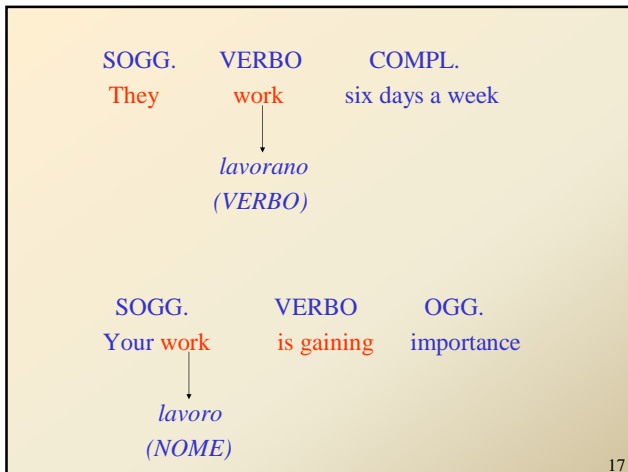 SOGG. VERBO COMPL.
They work six days a week
lavorano
(VERBO)
SOGG. VERBO OGG.
Your work is gaining importance
lavoro
(NOME)
17